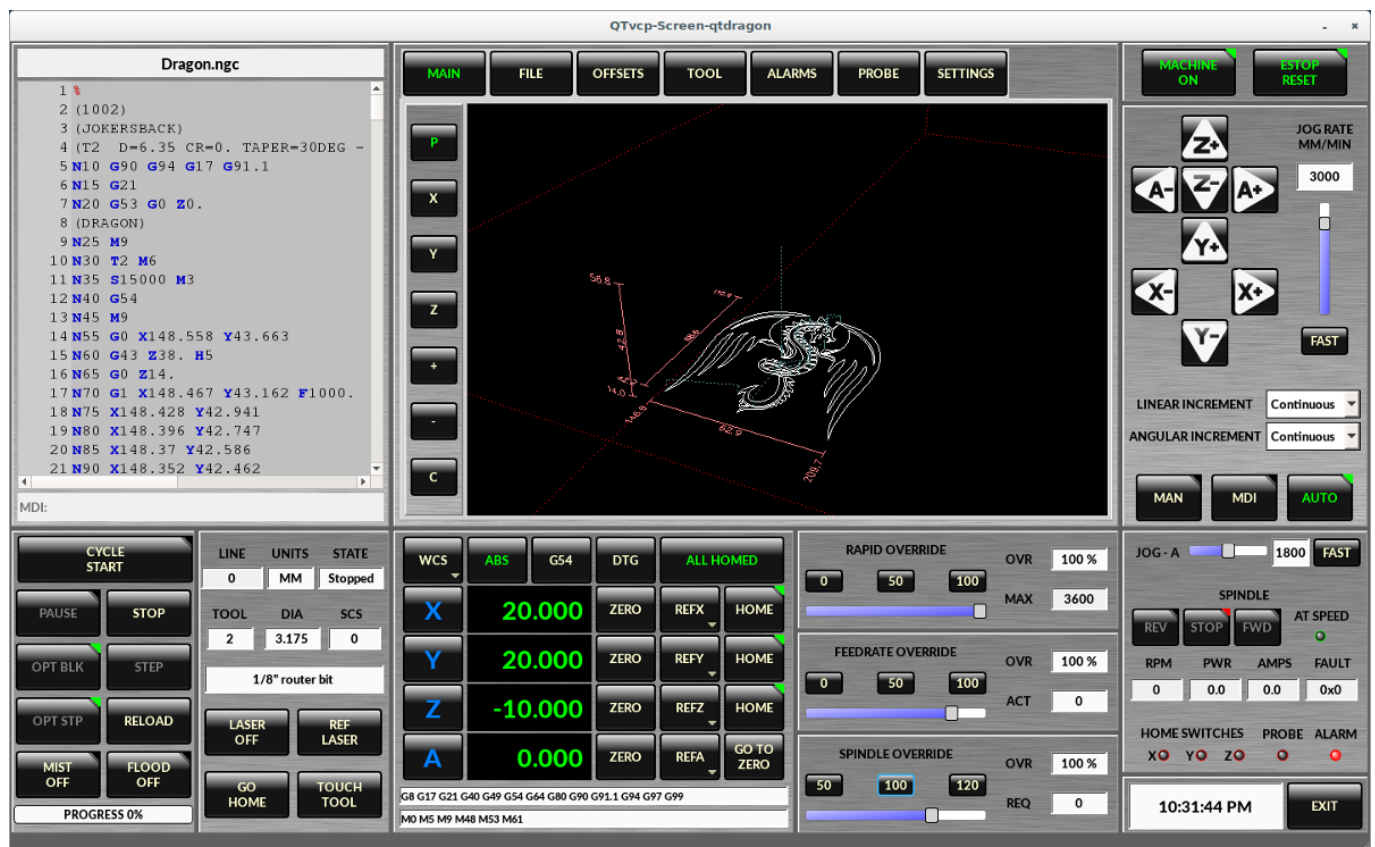 QTvcp-Screen-qtdragon
Dragon.ngc
1 %
2 (1002)
3 (JOKERSBACK)
4 (T2 D=6.35 CR=0. TAPER=30DEG -
5 N10 G90 G94 G17 G91.1
6 N15 G21
7 N20 G53 G0 Z0.
8 (DRAGON)
9 N25 M9
10 N30 T2 M6
11 N35 S15000 M3
12 N40 G54
13 N45 M9
14 N55 G0 X148.558 Y43.663
15 N60 G43 Z38. H5
16 N65 G0 Z14.
17 N70 G1 X148.467 Y43.162 F1000.
18 N75 X148.428 Y42.941
19 N80 X148.396 Y42.747
20 N85 X148.37 Y42.586
21 N90 X148.352 Y42.462
MDI:
MAIN FILE OFFSETS TOOL ALARMS PROBE SETTINGS
P
X
Y
Z
+
-
C
56.8
42.8
14.0
146.9
62.9
209.7
MACHINE ON
ESTOP RESET
JOG RATE
MM/MIN
3000
Z+
A- Z- A+
Y+
X- X+
Y-
FAST
LINEAR INCREMENT Continuous
ANGULAR INCREMENT Continuous
MAN MDI AUTO
CYCLE START
PAUSE STOP
OPT BLK STEP
OPT STP RELOAD
MIST OFF FLOOD OFF
PROGRESS 0%
LINE UNITS STATE
0 MM Stopped
TOOL DIA SCS
2 3.175 0
1/8" router bit
LASER OFF REF LASER
GO HOME TOUCH TOOL
WCS ABS G54 DTG ALL HOMED
X 20.000 ZERO REFX HOME
Y 20.000 ZERO REFY HOME
Z -10.000 ZERO REFZ HOME
A 0.000 ZERO REFA GO TO ZERO
G8 G17 G21 G40 G49 G54 G64 G80 G90 G91.1 G94 G97 G99
M0 M5 M9 M48 M53 M61
RAPID OVERRIDE OVR 100 %
0 50 100
MAX 3600
FEEDRATE OVERRIDE OVR 100 %
0 50 100
ACT 0
SPINDLE OVERRIDE OVR 100 %
50 100 120
REQ 0
JOG - A 1800 FAST
SPINDLE
REV STOP FWD AT SPEED
RPM PWR AMPS FAULT
0 0.0 0.0 0x0
HOME SWITCHES PROBE ALARM
X Y Z
10:31:44 PM EXIT